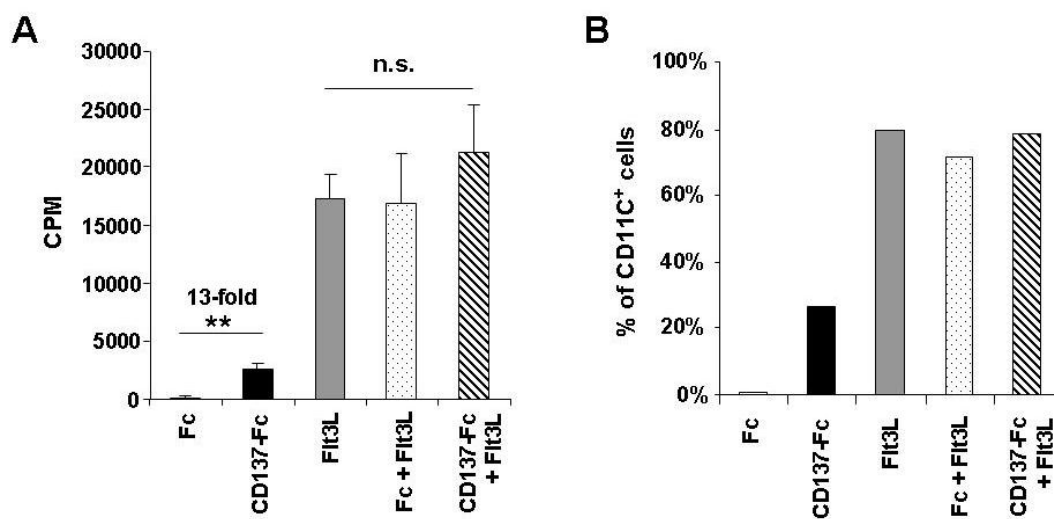 A
30000
25000
20000
15000
10000
5000
0
CPM
n.s.
13-fold
**
Fc
CD137-Fc
Flt3L
Fc + Flt3L
CD137-Fc
+ Flt3L
B
100%
80%
60%
40%
20%
0%
% of CD11C+ cells
Fc
CD137-Fc
Flt3L
Fc + Flt3L
CD137-Fc
+ Flt3L